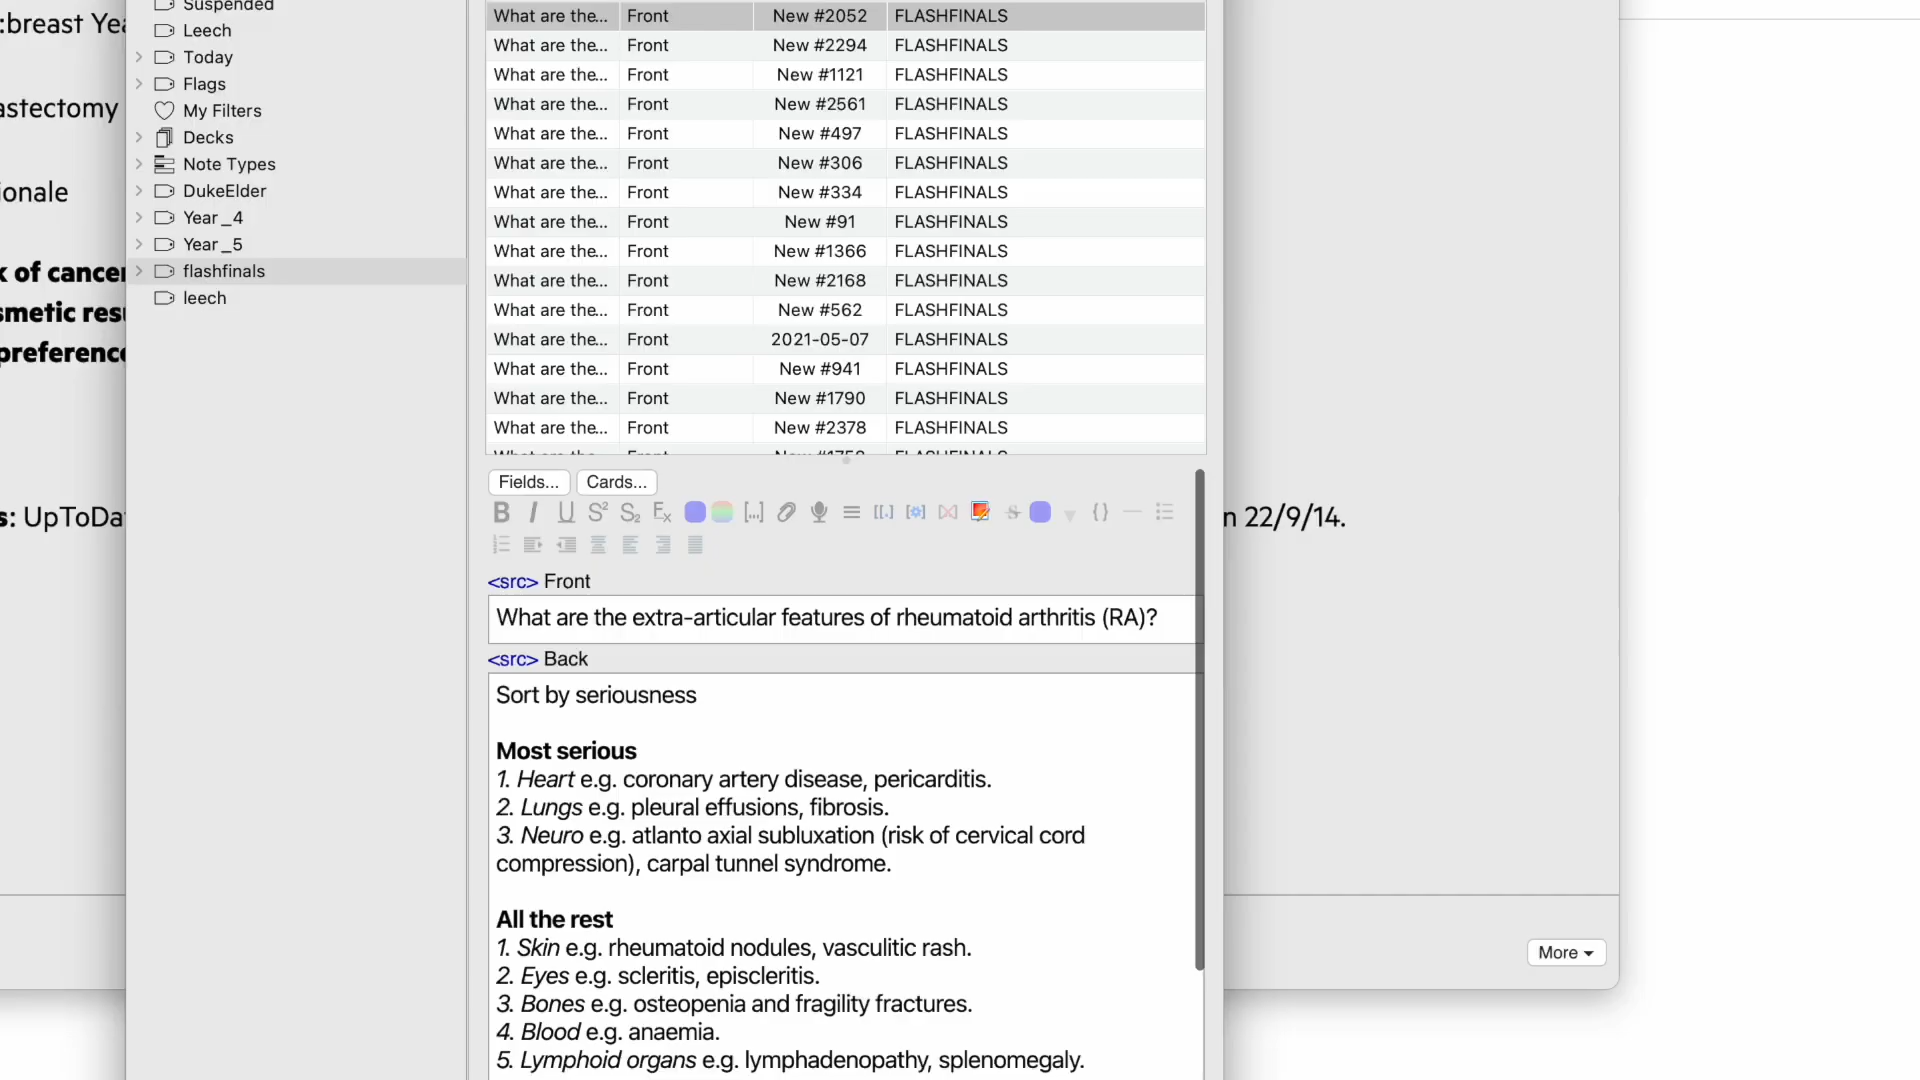 :breast Yea
astectomy
ionale
k of cancer
smetic resu
preference
s: UpToDat
n 22/9/14.
Suspended
Leech
Today
Flags
My Filters
Decks
Note Types
DukeElder
Year_4
Year_5
flashfinals
leech
What are the... Front New #2052 FLASHFINALS
What are the... Front New #2294 FLASHFINALS
What are the... Front New #1121 FLASHFINALS
What are the... Front New #2561 FLASHFINALS
What are the... Front New #497 FLASHFINALS
What are the... Front New #306 FLASHFINALS
What are the... Front New #334 FLASHFINALS
What are the... Front New #91 FLASHFINALS
What are the... Front New #1366 FLASHFINALS
What are the... Front New #2168 FLASHFINALS
What are the... Front New #562 FLASHFINALS
What are the... Front 2021-05-07 FLASHFINALS
What are the... Front New #941 FLASHFINALS
What are the... Front New #1790 FLASHFINALS
What are the... Front New #2378 FLASHFINALS
Fields... Cards...
<src> Front
What are the extra-articular features of rheumatoid arthritis (RA)?
<src> Back
Sort by seriousness
Most serious
1. Heart e.g. coronary artery disease, pericarditis.
2. Lungs e.g. pleural effusions, fibrosis.
3. Neuro e.g. atlanto axial subluxation (risk of cervical cord
compression), carpal tunnel syndrome.
All the rest
1. Skin e.g. rheumatoid nodules, vasculitic rash.
2. Eyes e.g. scleritis, episcleritis.
3. Bones e.g. osteopenia and fragility fractures.
4. Blood e.g. anaemia.
5. Lymphoid organs e.g. lymphadenopathy, splenomegaly.
More